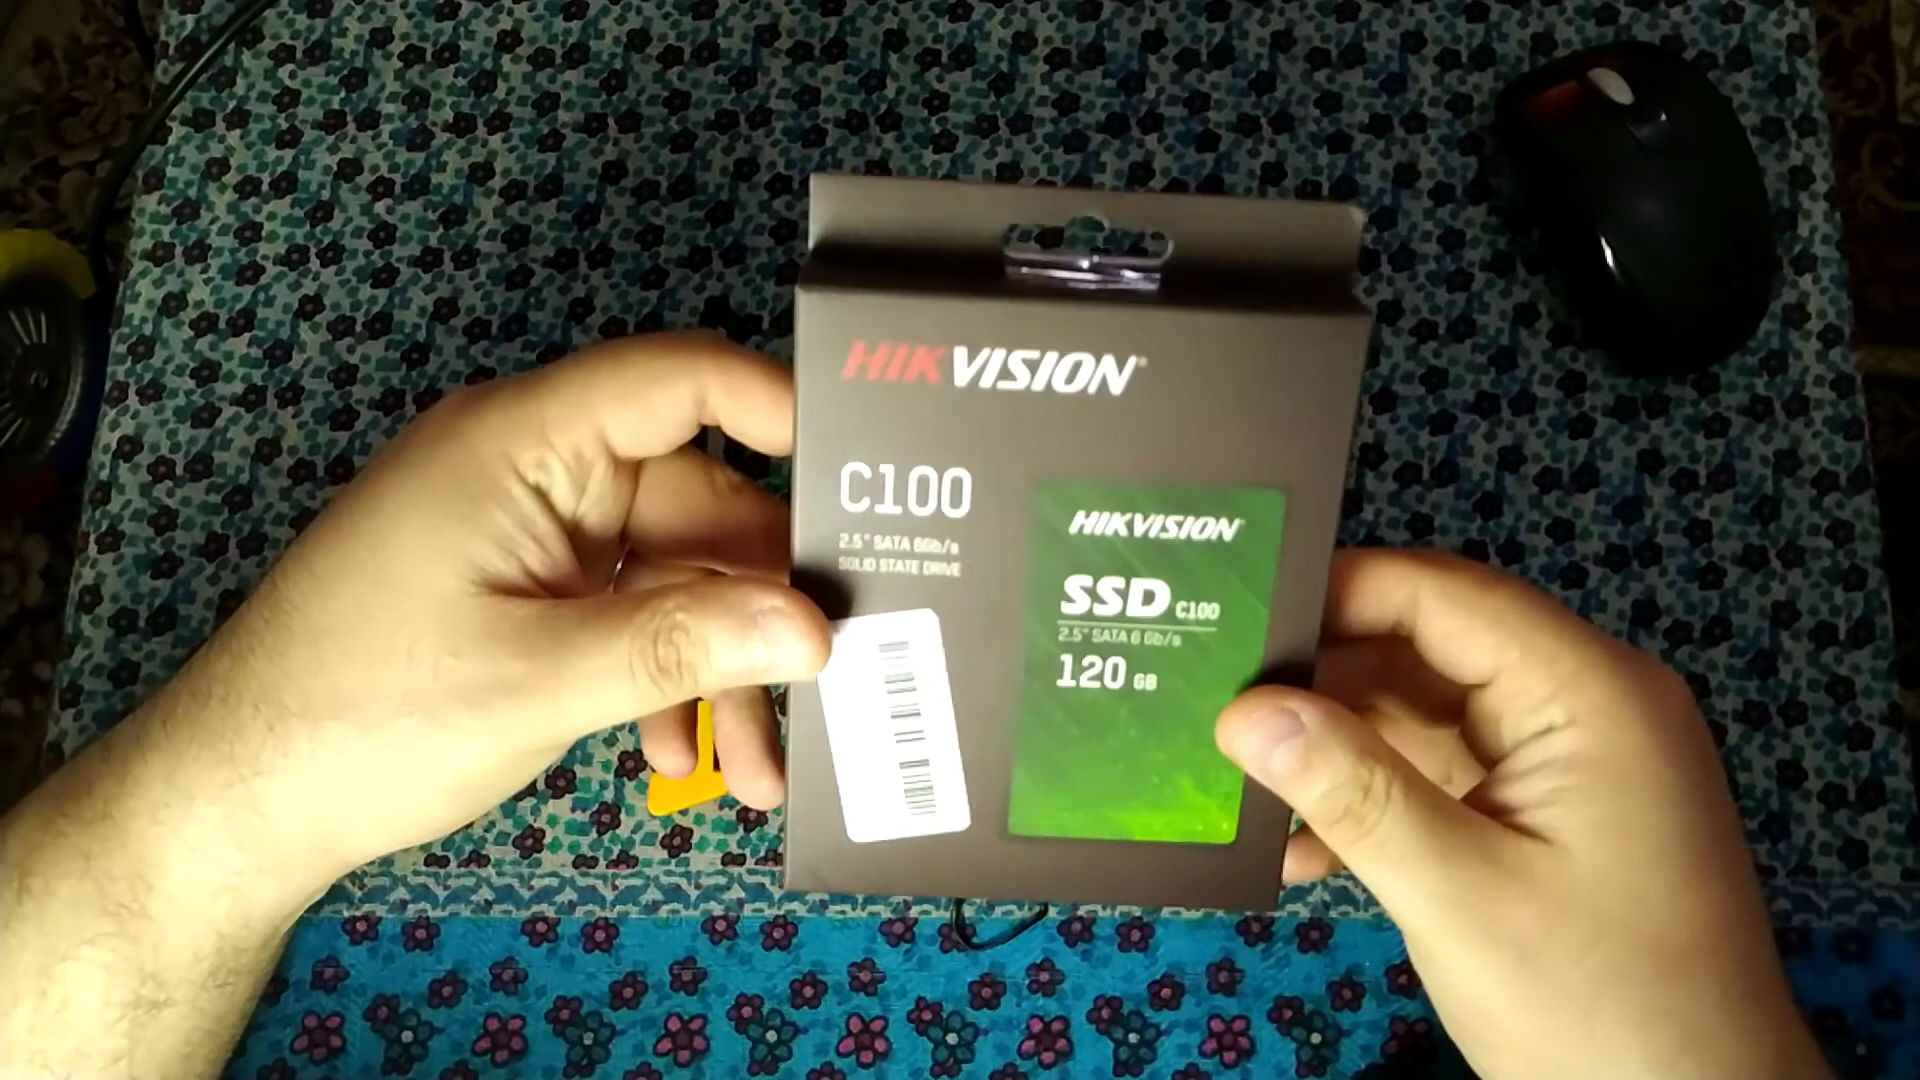 HIKVISION
C100
2.5" SATA 6Gb/s
SOLID STATE DRIVE
HIKVISION
SSD C100
2.5" SATA 6 Gb/s
120 GB